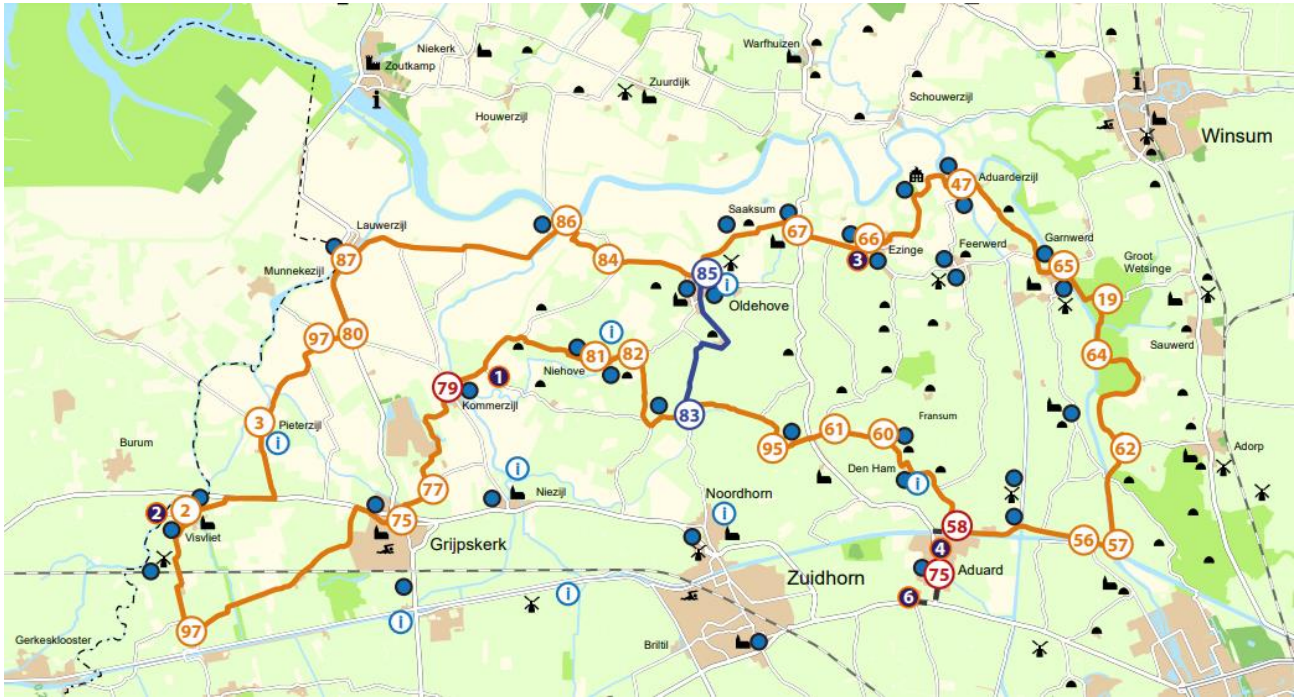 Niekerk
Zoutkamp
i
Zuurdijk
Houwerzijl
Warfhuizen
Schouwerzijl
i
Winsum
47
Aduarderzijl
Saaksum
86
67
66
Ezinge
3
Feerwerd
Garnwerd
65
Groot
Wetsinge
19
Lauwerzijl
87
84
85
i
Oldehove
Munnekezijl
97
80
i
81
82
Niehove
1
79
Kommerzijl
64
Sauwerd
3
Pieterzijl
i
83
95
61
60
Fransum
62
Adorp
Burum
Den Ham
i
77
i
Niezijl
Noordhorn
i
2
2
Visvliet
75
Grijpskerk
58
4
56
57
75
Aduard
6
Zuidhorn
i
i
97
Gerkesklooster
Briltil